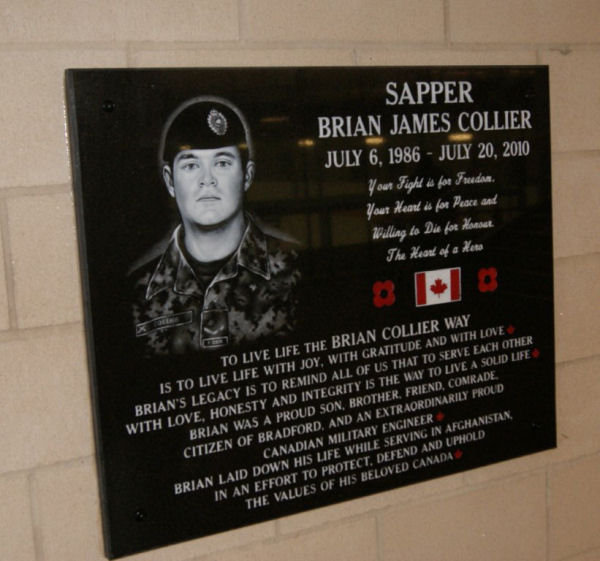 SAPPER
BRIAN JAMES COLLIER
JULY 6, 1986 - JULY 20, 2010
Your Fight is for Freedom.
Your Heart is for Peace and
Willing to Die for Honour.
The Heart of a Hero
COLLIER
TO LIVE LIFE THE BRIAN COLLIER WAY
IS TO LIVE LIFE WITH JOY, WITH GRATITUDE AND WITH LOVE
BRIAN'S LEGACY IS TO REMIND ALL OF US THAT TO SERVE EACH OTHER
WITH LOVE, HONESTY AND INTEGRITY IS THE WAY TO LIVE A SOLID LIFE
BRIAN WAS A PROUD SON, BROTHER, FRIEND, COMRADE,
CITIZEN OF BRADFORD, AND AN EXTRAORDINARILY PROUD
CANADIAN MILITARY ENGINEER
BRIAN LAID DOWN HIS LIFE WHILE SERVING IN AFGHANISTAN,
IN AN EFFORT TO PROTECT, DEFEND AND UPHOLD
THE VALUES OF HIS BELOVED CANADA